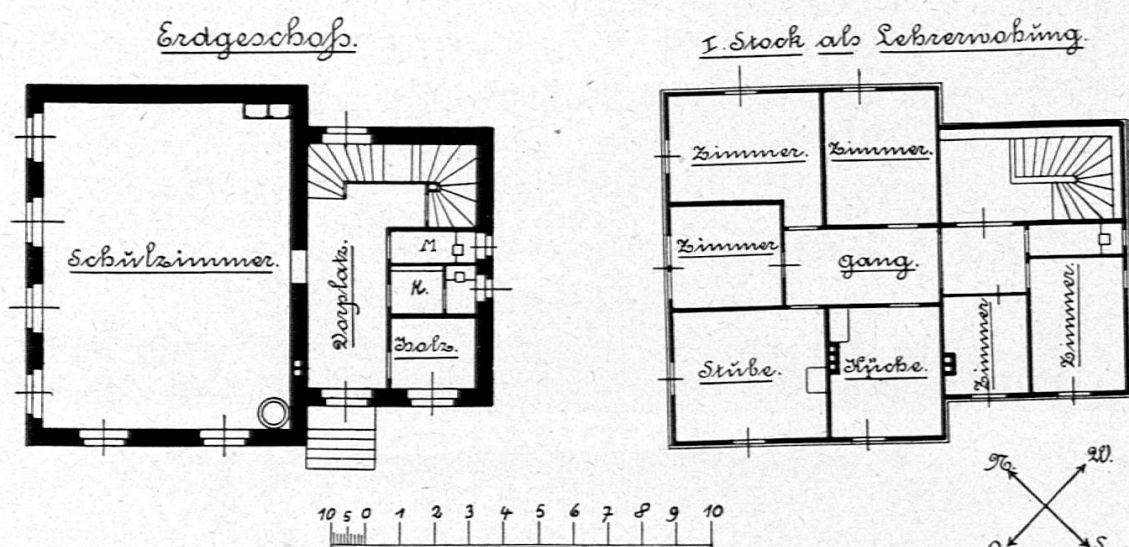 Erdgeschoß.
Schulzimmer.
Vorplatz.
M
K.
Holz.
I. Stock als Lehrerwohung.
Zimmer.
Zimmer.
Zimmer
Gang.
Stube.
Küche.
Zimmer
Zimmer.
10 5 0 1 2 3 4 5 6 7 8 9 10
N. W.
O. S.